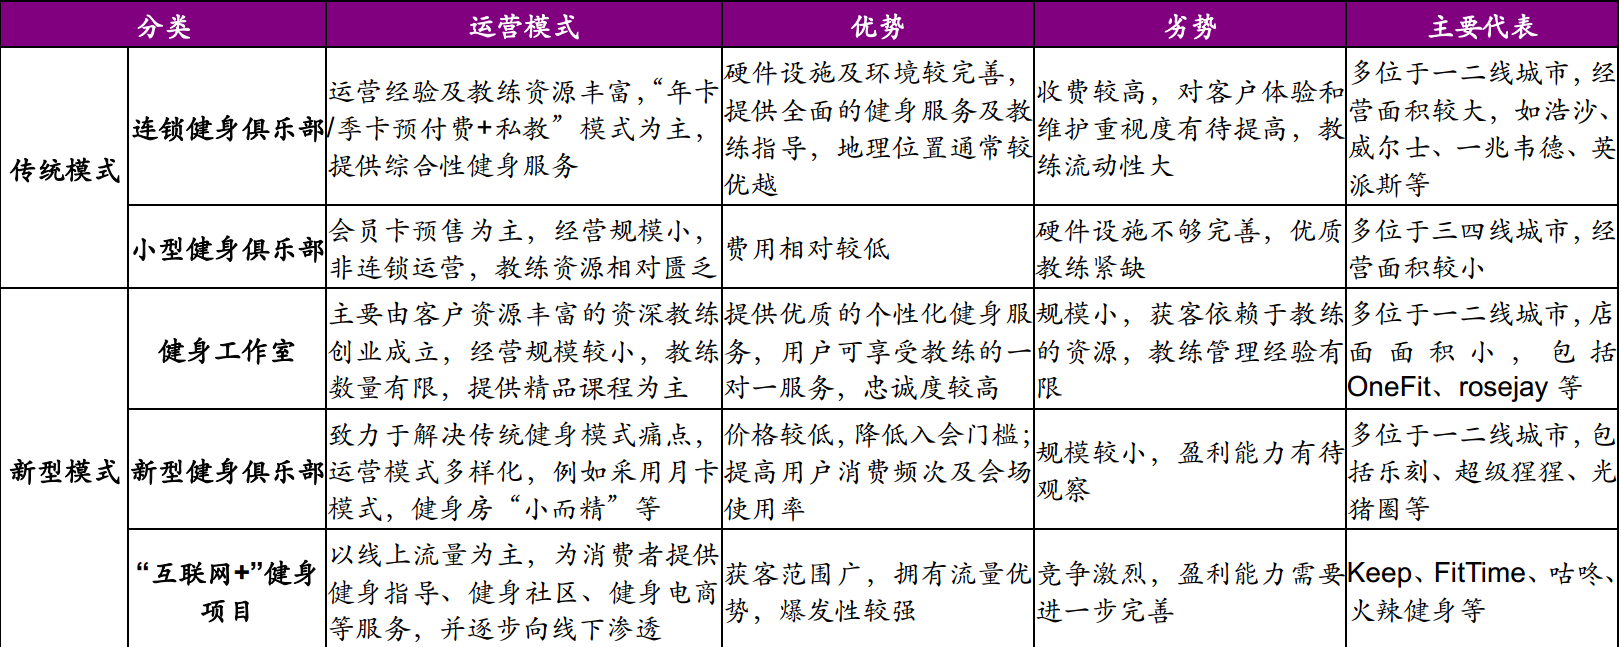 分类 运营模式 优势 劣势 主要代表
传统模式
连锁健身俱乐部
运营经验及教练资源丰富，“年卡
/季卡预付费+私教”模式为主，
提供综合性健身服务
硬件设施及环境较完善，
提供全面的健身服务及教
练指导，地理位置通常较
优越
收费较高，对客户体验和
维护重视度有待提高，教
练流动性大
多位于一二线城市，经
营面积较大，如浩沙、
威尔士、一兆韦德、英
派斯等
小型健身俱乐部
会员卡预售为主，经营规模小，
非连锁运营，教练资源相对匮乏
费用相对较低
硬件设施不够完善，优质
教练紧缺
多位于三四线城市，经
营面积较小
新型模式
健身工作室
主要由客户资源丰富的资深教练
创业成立，经营规模较小，教练
数量有限，提供精品课程为主
提供优质的个性化健身服
务，用户可享受教练的一
对一服务，忠诚度较高
规模小，获客依赖于教练
的资源，教练管理经验有
限
多位于一二线城市，店
面面积小，包括
OneFit、rosejay 等
新型健身俱乐部
致力于解决传统健身模式痛点，
运营模式多样化，例如采用月卡
模式，健身房“小而精”等
价格较低，降低入会门槛；
提高用户消费频次及会场
使用率
规模较小，盈利能力有待
观察
多位于一二线城市，包
括乐刻、超级猩猩、光
猪圈等
“互联网+”健身
项目
以线上流量为主，为消费者提供
健身指导、健身社区、健身电商
等服务，并逐步向线下渗透
获客范围广，拥有流量优
势，爆发性较强
竞争激烈，盈利能力需要
进一步完善
Keep、FitTime、咕咚、
火辣健身等